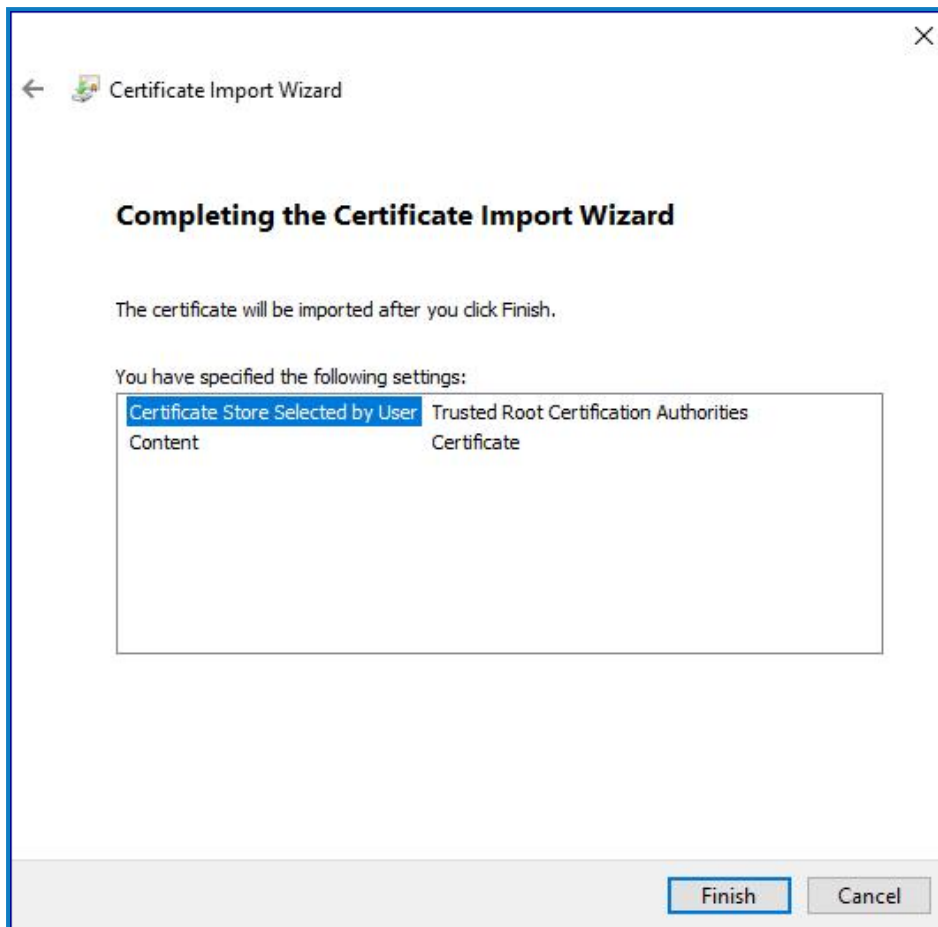 Certificate Import Wizard
Completing the Certificate Import Wizard
The certificate will be imported after you click Finish.
You have specified the following settings:
Certificate Store Selected by User Trusted Root Certification Authorities
Content Certificate
Finish Cancel